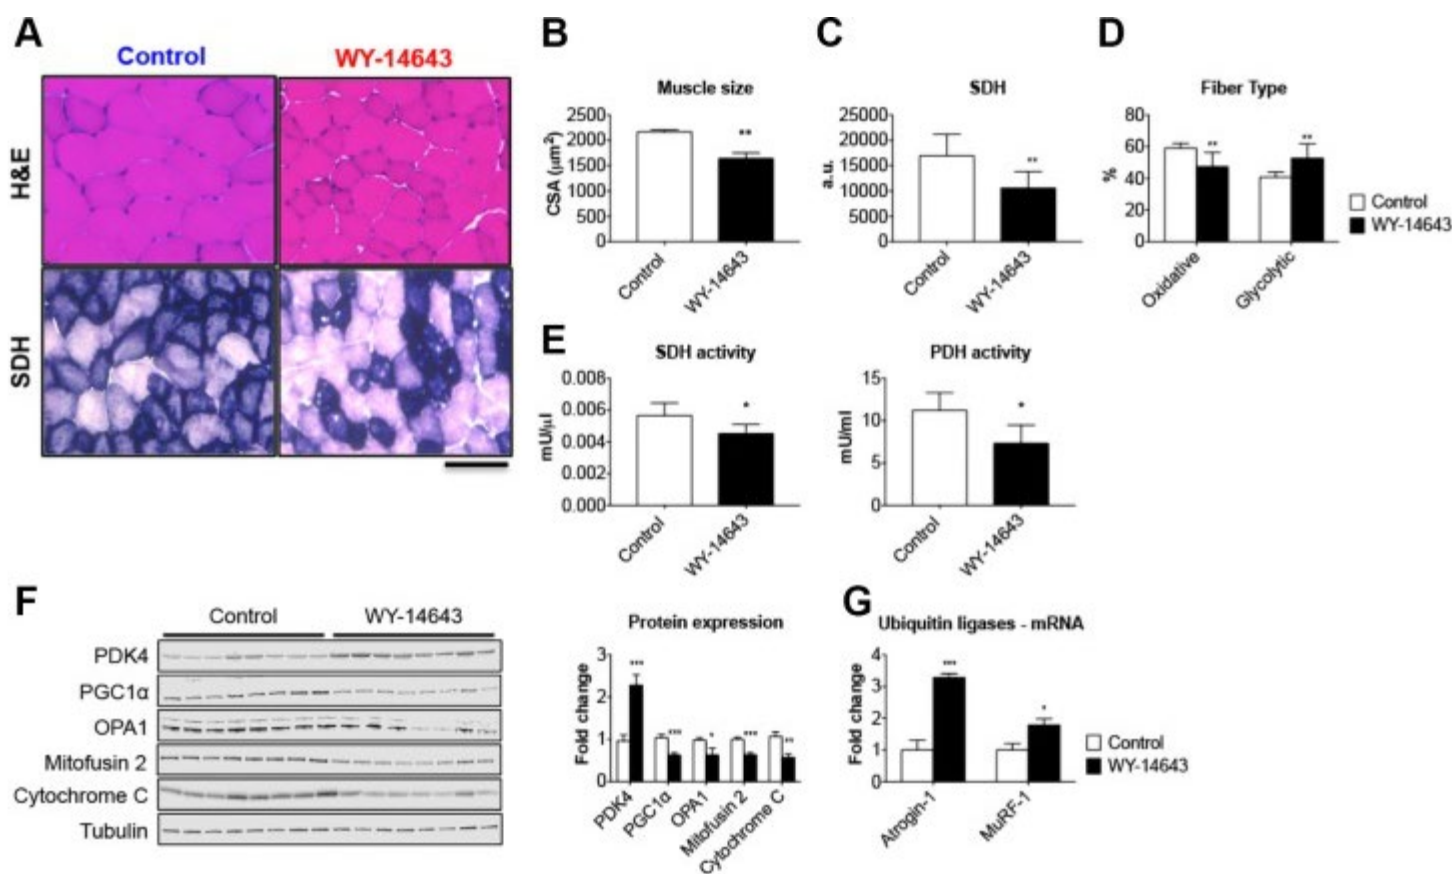 A
Control
WY-14643
H&E
SDH
B
Muscle size
CSA (μm²)
2500
2000
1500
1000
500
0
**
Control
WY-14643
C
SDH
a.u.
25000
20000
15000
10000
5000
0
**
Control
WY-14643
D
Fiber Type
%
80
60
40
20
0
**
**
Oxidative
Glycolytic
Control
WY-14643
E
SDH activity
mU/μl
0.008
0.006
0.004
0.002
0.000
*
Control
WY-14643
PDH activity
mU/ml
15
10
5
0
*
Control
WY-14643
F
Control
WY-14643
PDK4
PGC1α
OPA1
Mitofusin 2
Cytochrome C
Tubulin
Protein expression
Fold change
3
2
1
0
***
***
*
***
**
PDK4
PGC1α
OPA1
Mitofusin 2
Cytochrome C
G
Ubiquitin ligases - mRNA
Fold change
4
3
2
1
0
***
*
Atrogin-1
MuRF-1
Control
WY-14643